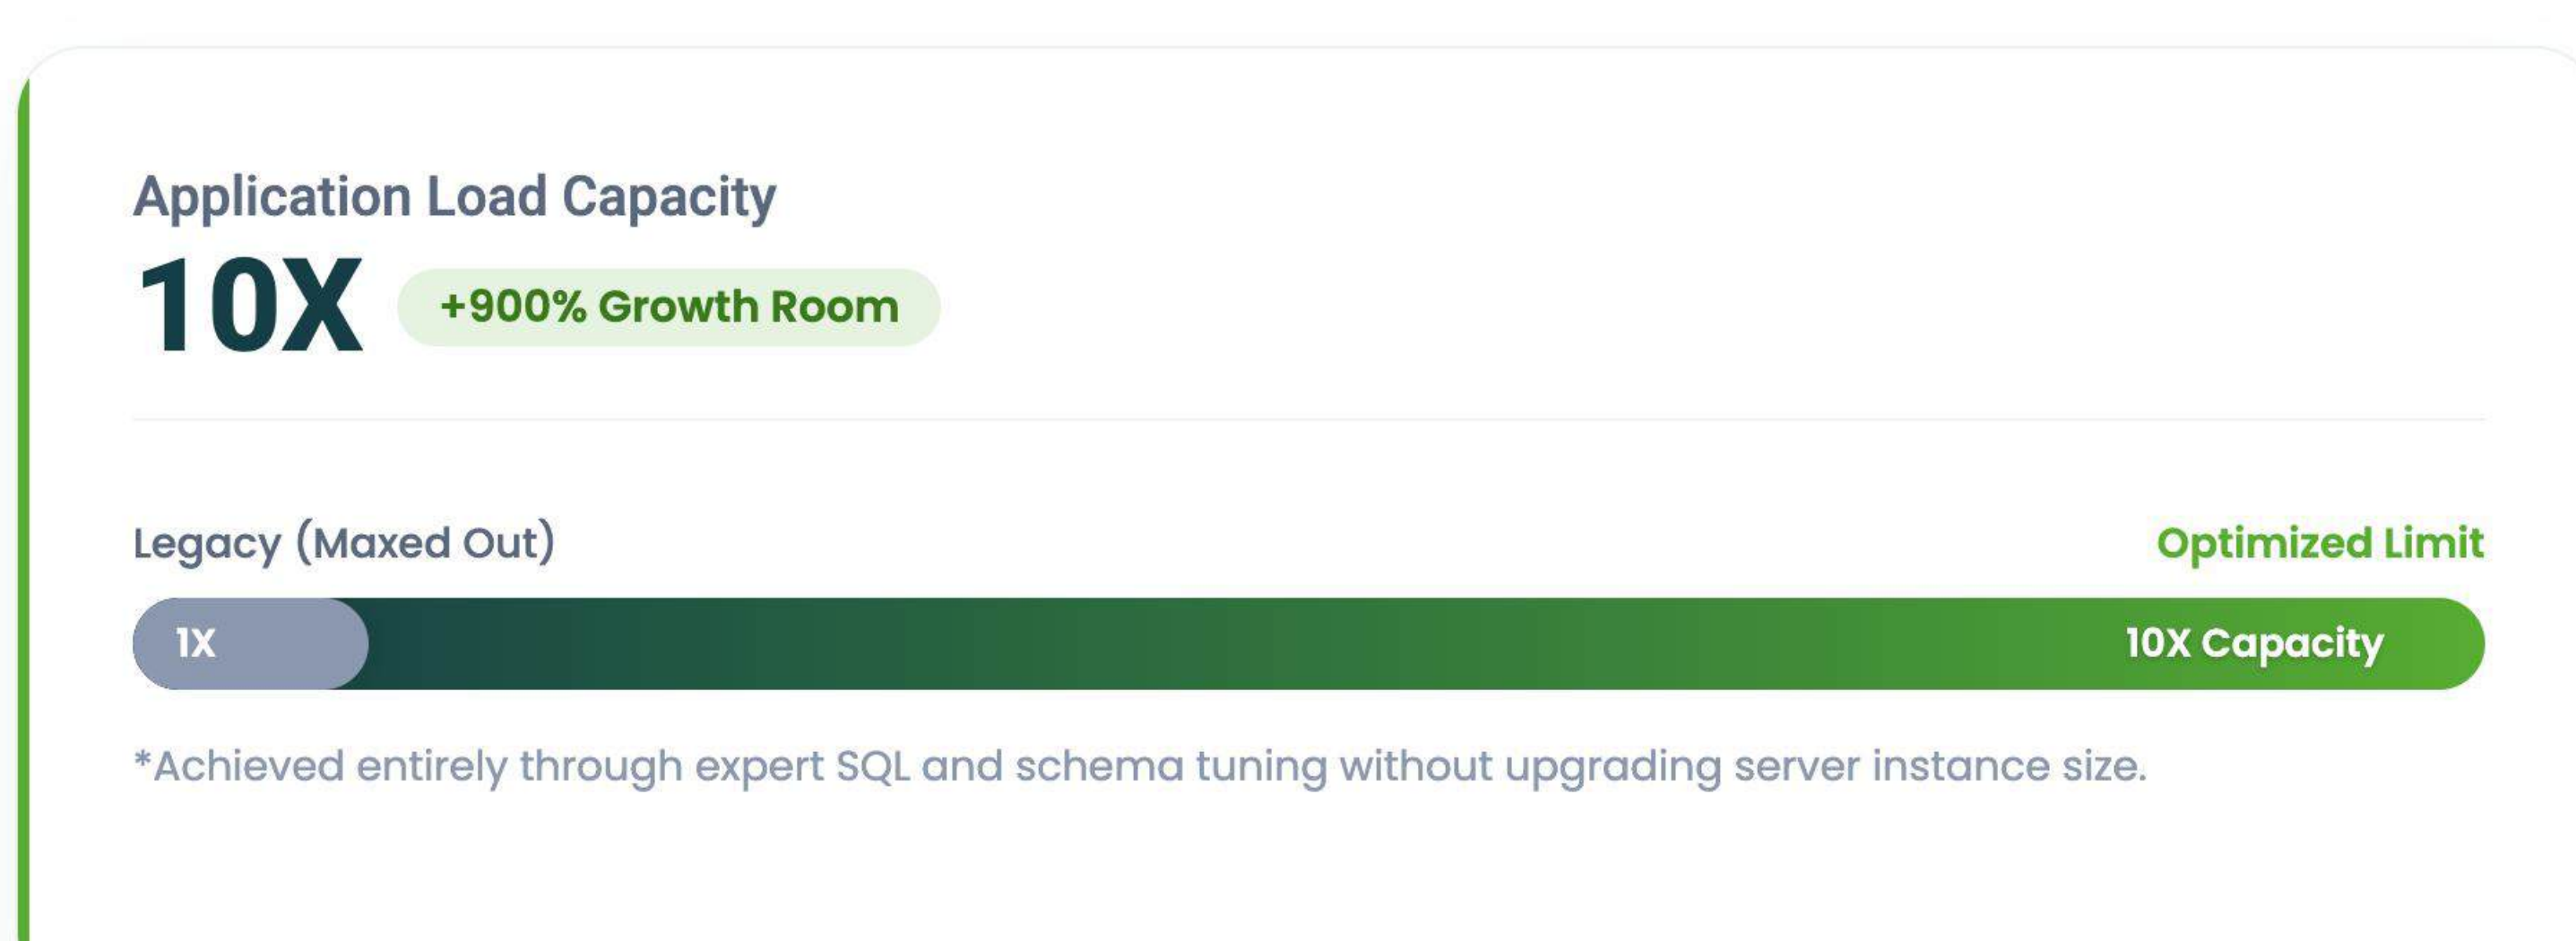 Application Load Capacity
10X
+900% Growth Room
Legacy (Maxed Out)
Optimized Limit
1X
10X Capacity
*Achieved entirely through expert SQL and schema tuning without upgrading server instance size.